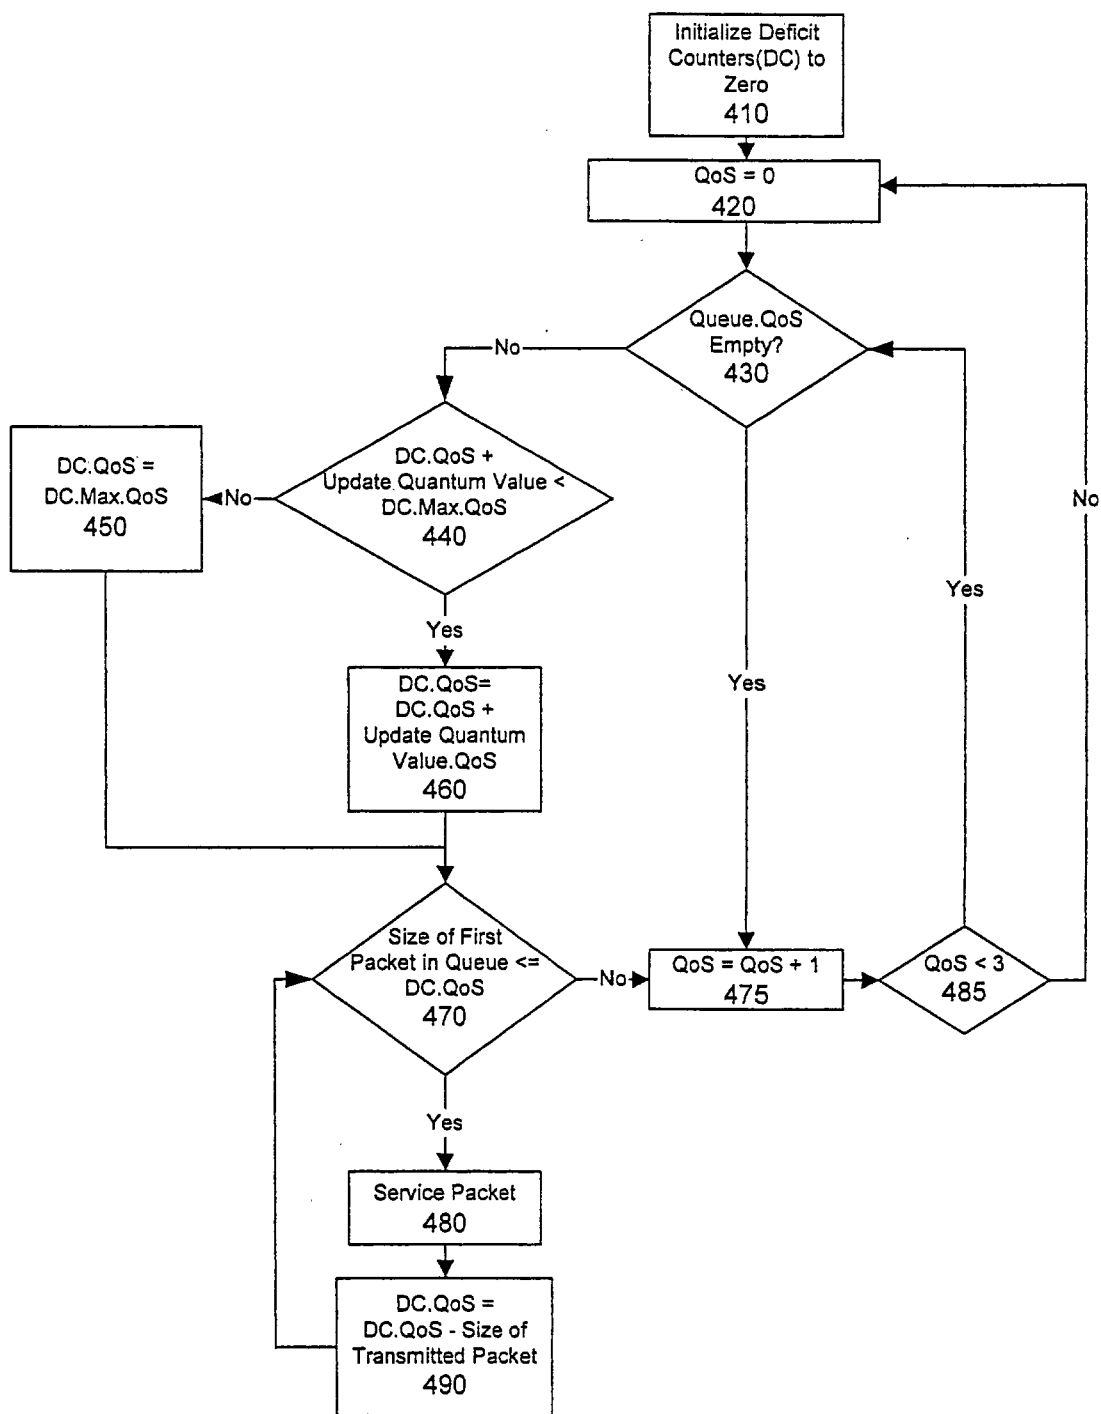 Initialize Deficit
Counters(DC) to
Zero
410
QoS = 0
420
Queue.QoS
Empty?
430
No
DC.QoS +
Update Quantum Value <
DC.Max.QoS
440
No
DC.QoS =
DC.Max.QoS
450
Yes
DC.QoS=
DC.QoS +
Update Quantum
Value.QoS
460
Yes
Yes
No
Size of First
Packet in Queue <=
DC.QoS
470
No
QoS = QoS + 1
475
QoS < 3
485
Yes
Service Packet
480
DC.QoS =
DC.QoS - Size of
Transmitted Packet
490